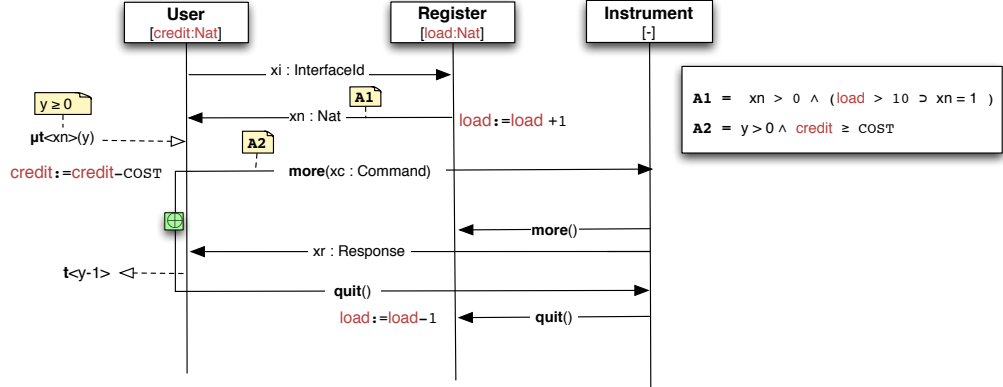 User
[credit:Nat]
Register
[load:Nat]
Instrument
[-]
xi : InterfaceId
y ≥ 0
A1
xn : Nat
load:=load +1
μt<xn>(y)
A2
credit:=credit-COST
more(xc : Command)
⊕
more()
xr : Response
t<y-1>
quit()
load:=load-1
quit()
A1 = xn > 0 ∧ (load > 10 ⊃ xn = 1 )
A2 = y > 0 ∧ credit ≥ COST